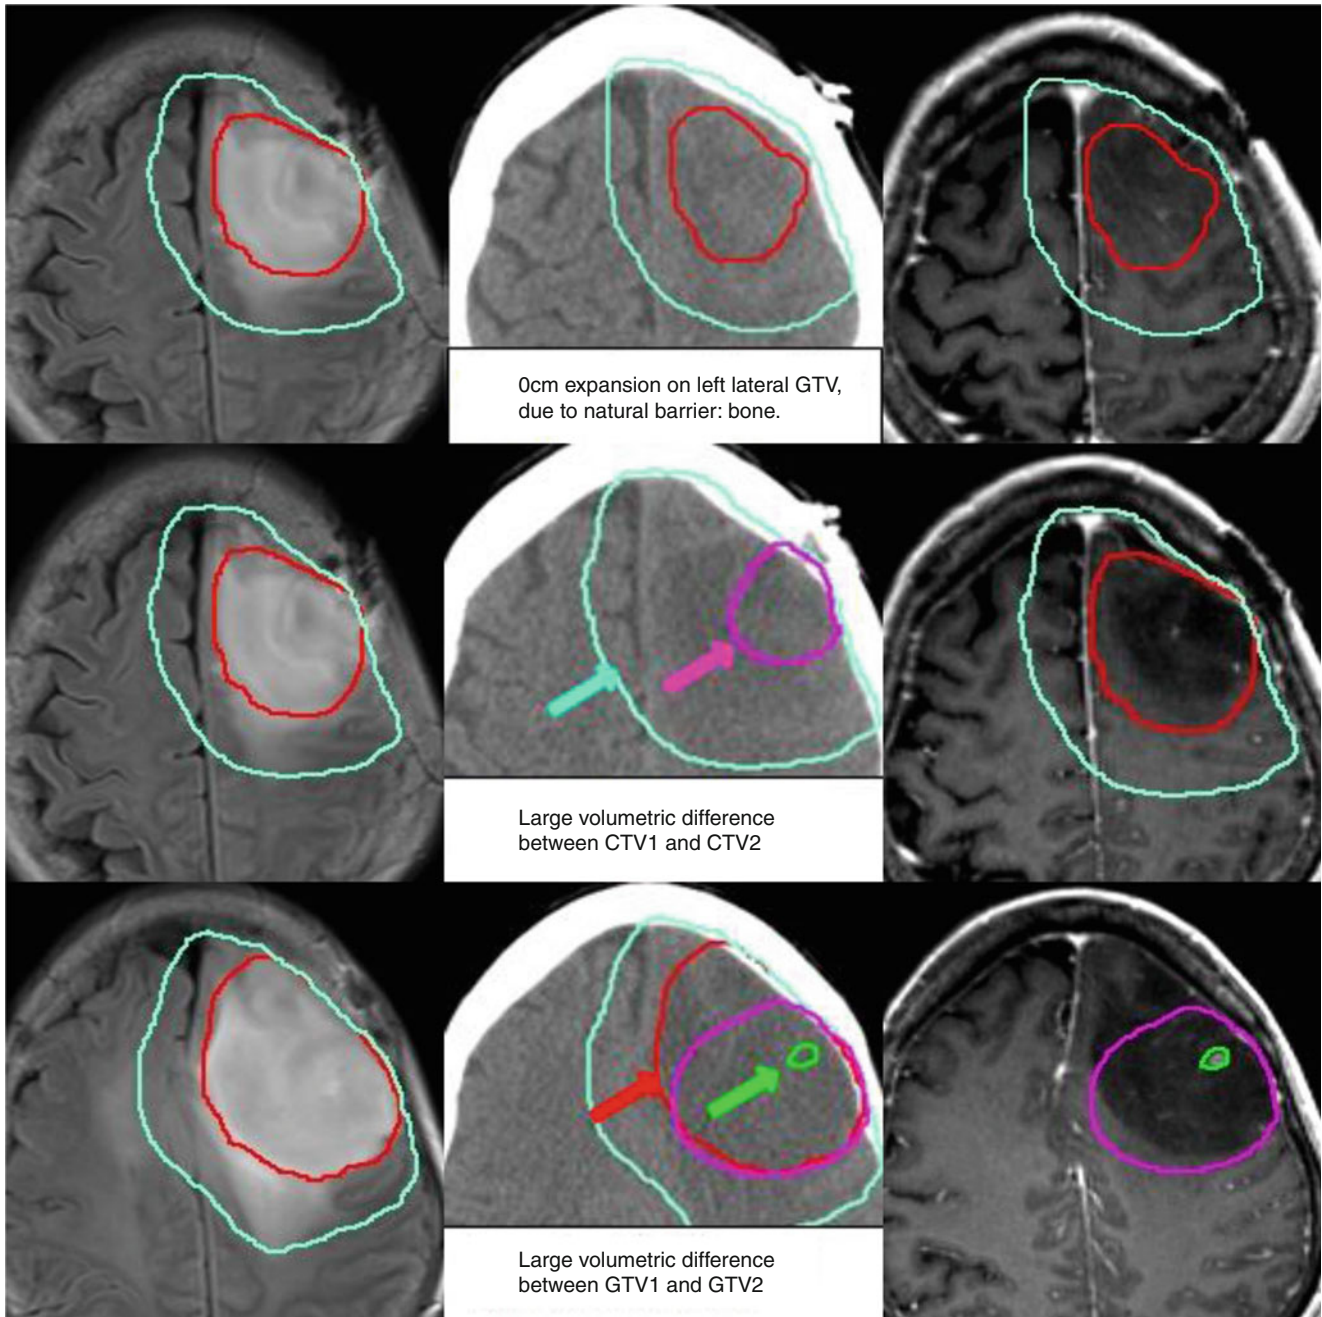 0cm expansion on left lateral GTV,
due to natural barrier: bone.
Large volumetric difference
between CTV1 and CTV2
Large volumetric difference
between GTV1 and GTV2